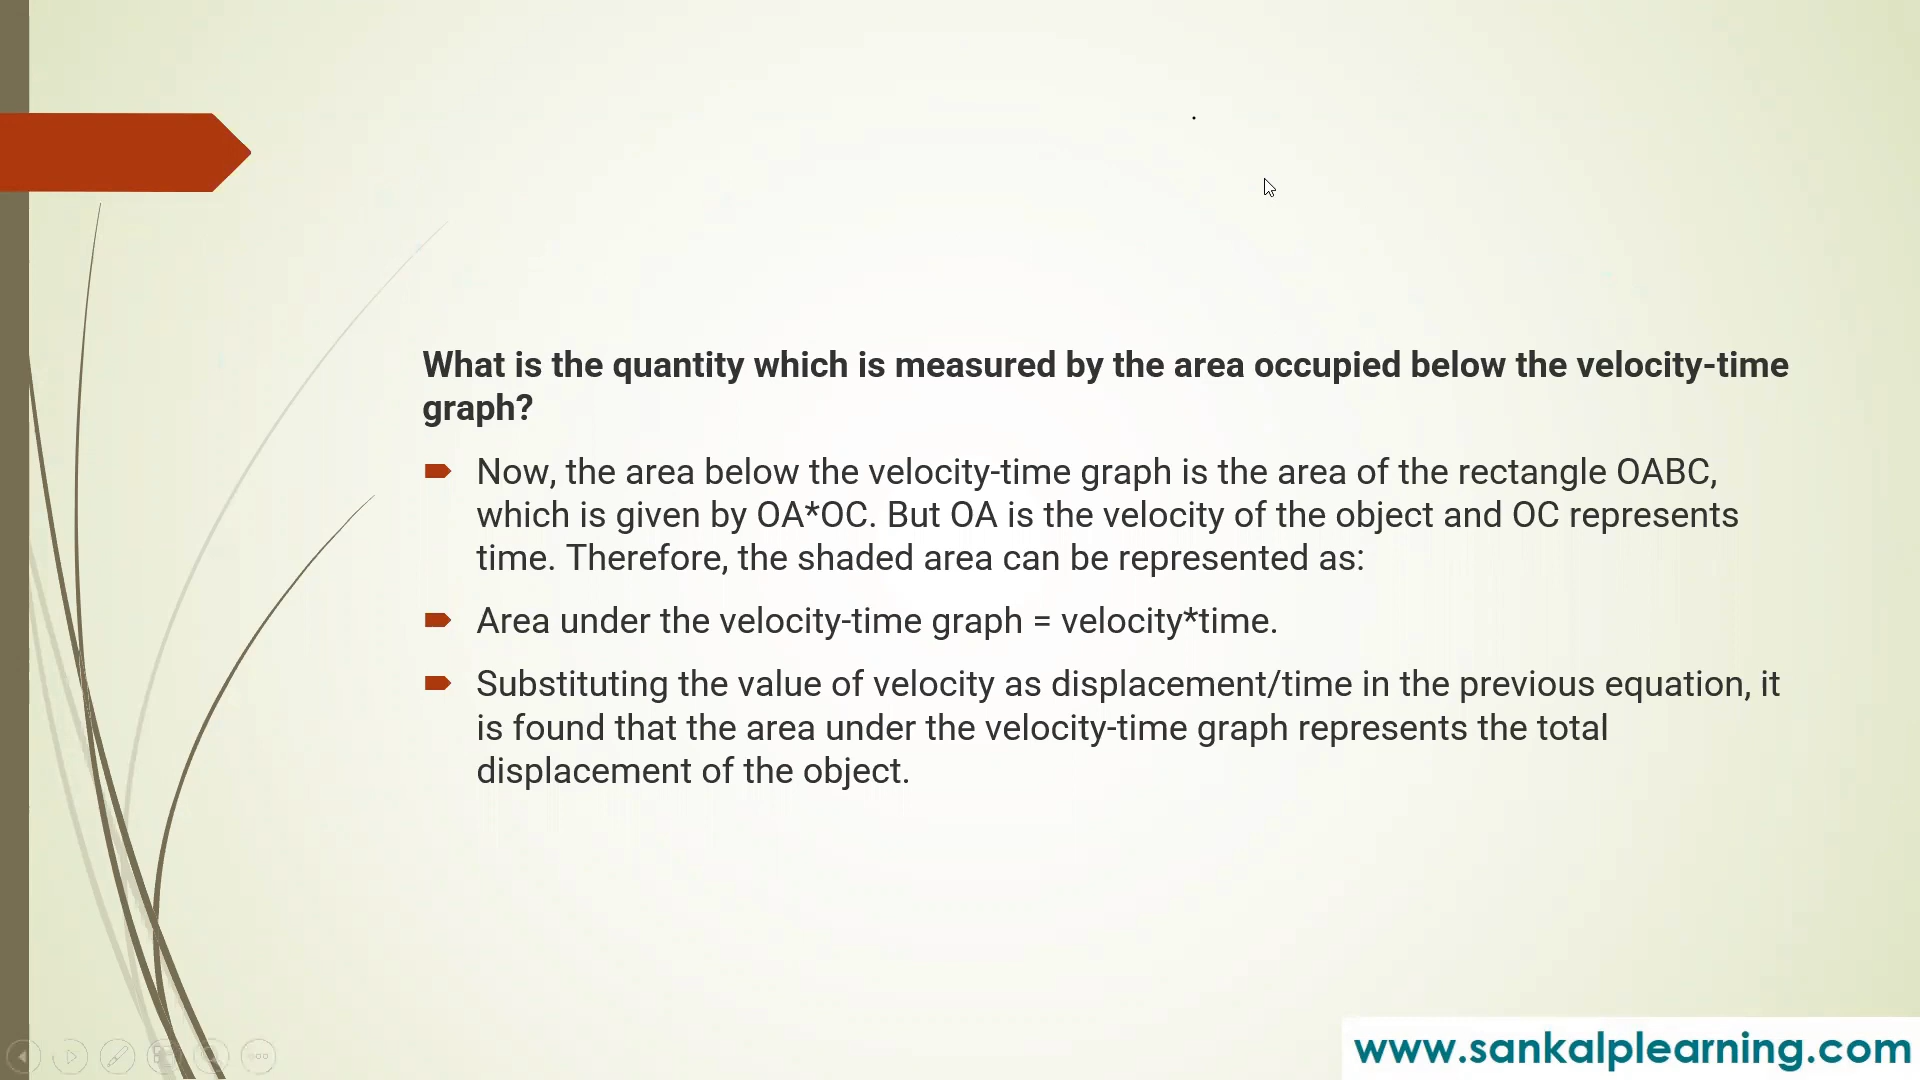 What is the quantity which is measured by the area occupied below the velocity-time
graph?
Now, the area below the velocity-time graph is the area of the rectangle OABC,
which is given by OA*OC. But OA is the velocity of the object and OC represents
time. Therefore, the shaded area can be represented as:
Area under the velocity-time graph = velocity*time.
Substituting the value of velocity as displacement/time in the previous equation, it
is found that the area under the velocity-time graph represents the total
displacement of the object.
www.sankalplearning.com